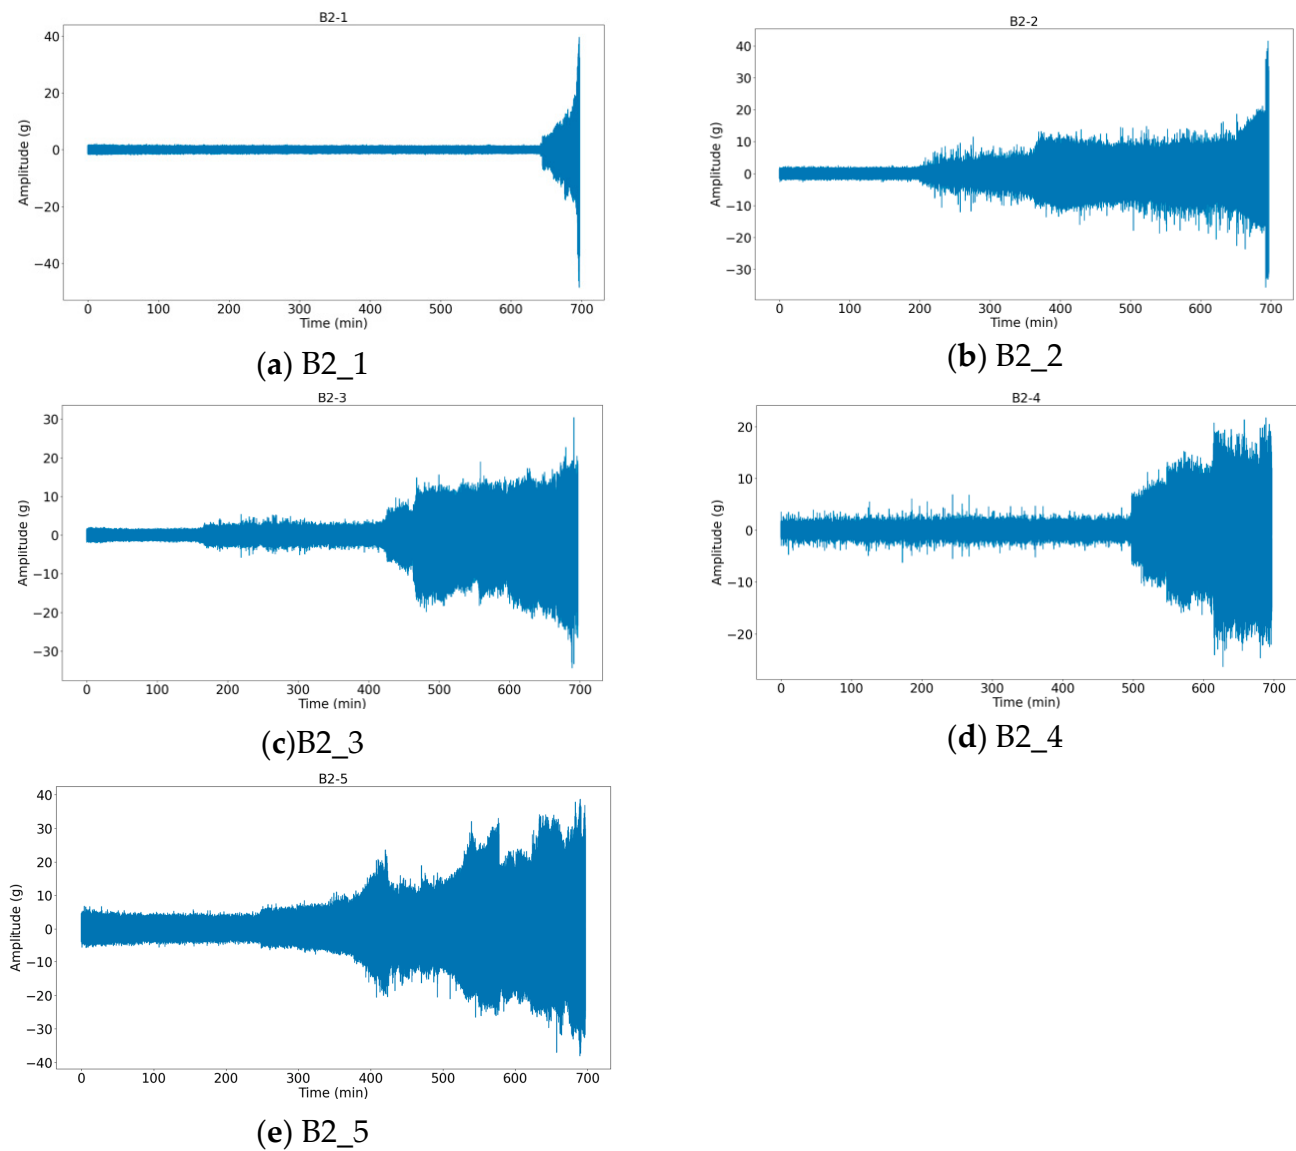 B2-1
Amplitude (g)
40
20
0
−20
−40
0 100 200 300 400 500 600 700
Time (min)
(a) B2_1
B2-2
Amplitude (g)
40
30
20
10
0
−10
−20
−30
0 100 200 300 400 500 600 700
Time (min)
(b) B2_2
B2-3
Amplitude (g)
30
20
10
0
−10
−20
−30
0 100 200 300 400 500 600 700
Time (min)
(c)B2_3
B2-4
Amplitude (g)
20
10
0
−10
−20
0 100 200 300 400 500 600 700
Time (min)
(d) B2_4
B2-5
Amplitude (g)
40
30
20
10
0
−10
−20
−30
−40
0 100 200 300 400 500 600 700
Time (min)
(e) B2_5